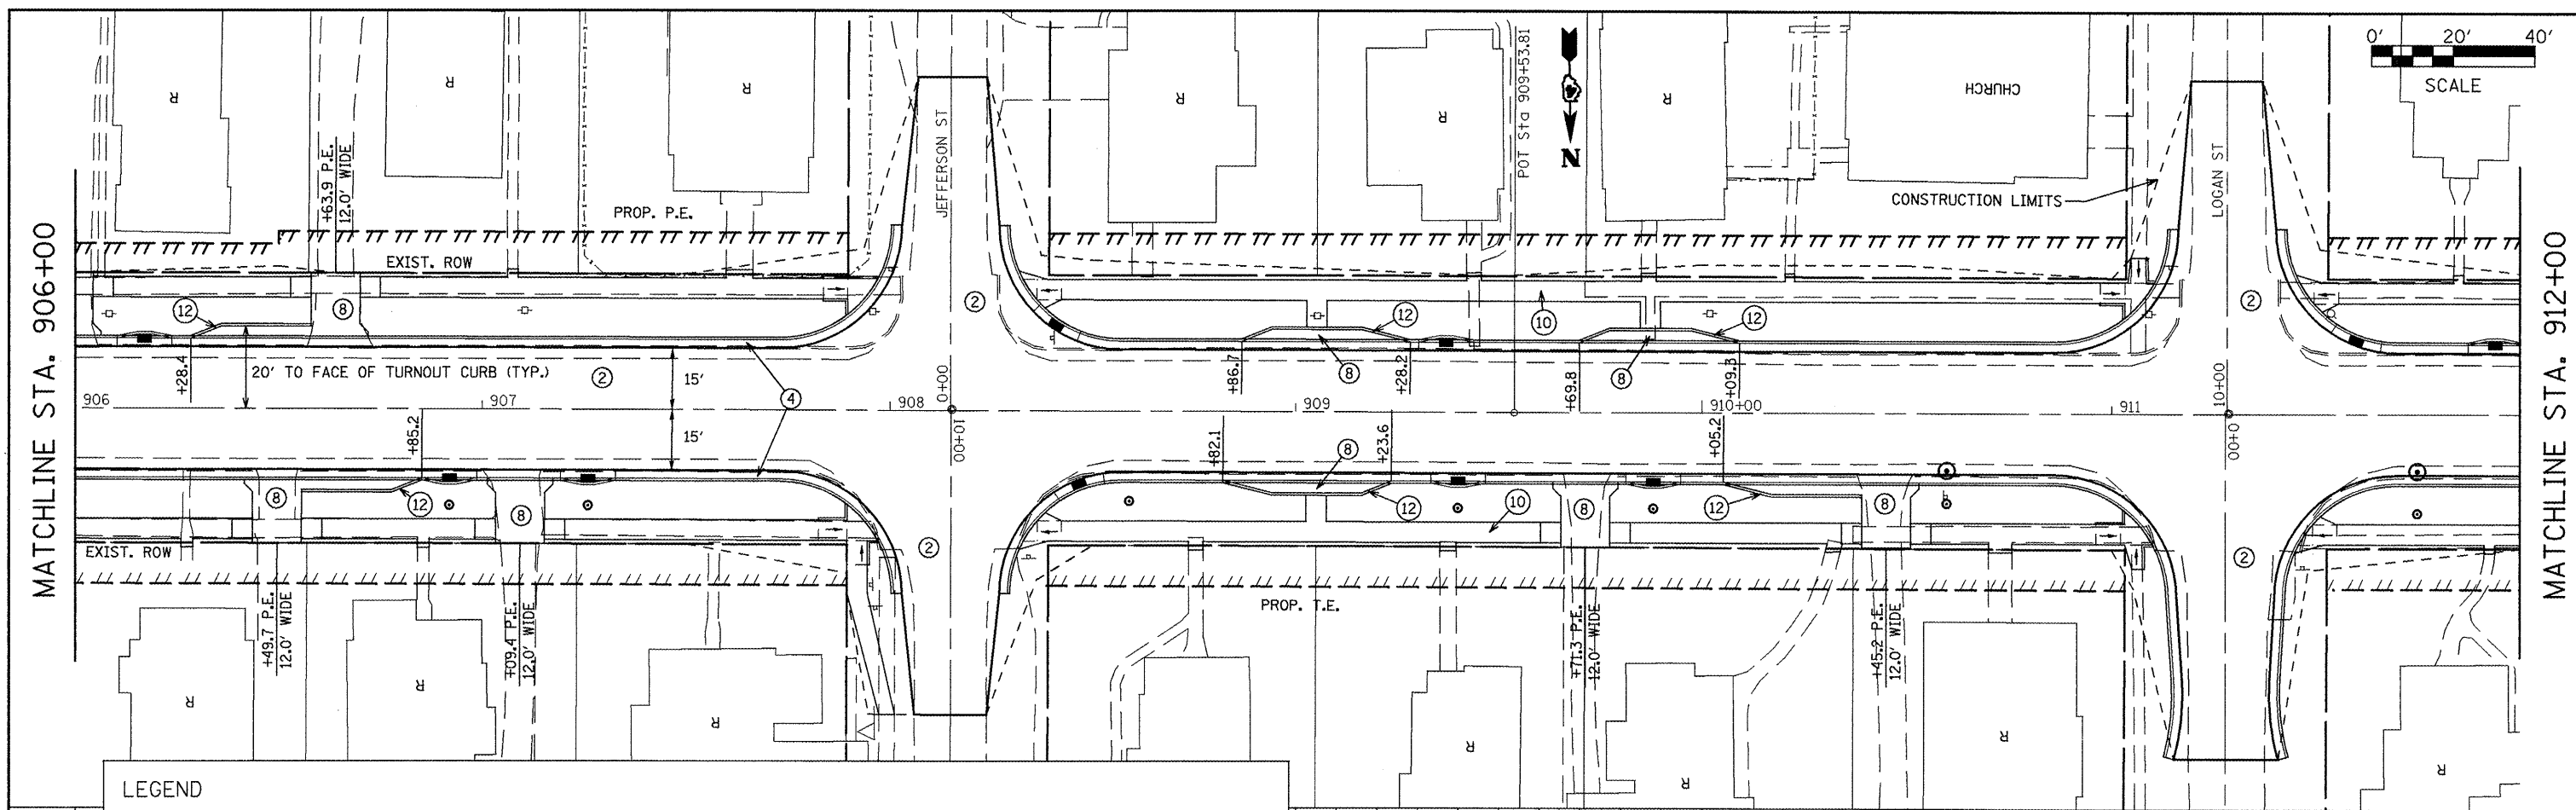 0' 20' 40'
SCALE
MATCHLINE STA. 906+00
MATCHLINE STA. 912+00
R
R
R
R
R
R
CHURCH
R
+63.9 P.E.
12.0' WIDE
JEFFERSON ST
POT Sta 909+53.81
N
LOGAN ST
CONSTRUCTION LIMITS
PROP. P.E.
EXIST. ROW
12
8
2
12
10
8
12
8
2
+28.4
20' TO FACE OF TURNOUT CURB (TYP.)
2
15'
4
0+00
+86.7
8
+28.2
+69.8
8
+09.3
10+00
906
907
908
909
910+00
911
+85.2
15'
10+00
+82.1
8
+23.6
+05.2
0+00
8
12
8
12
10
8
12
8
2
2
EXIST. ROW
+49.7 P.E.
12.0' WIDE
+09.4 P.E.
12.0' WIDE
PROP. T.E.
+71.3 P.E.
12.0' WIDE
+45.2 P.E.
12.0' WIDE
R
R
R
R
R
R
R
LEGEND